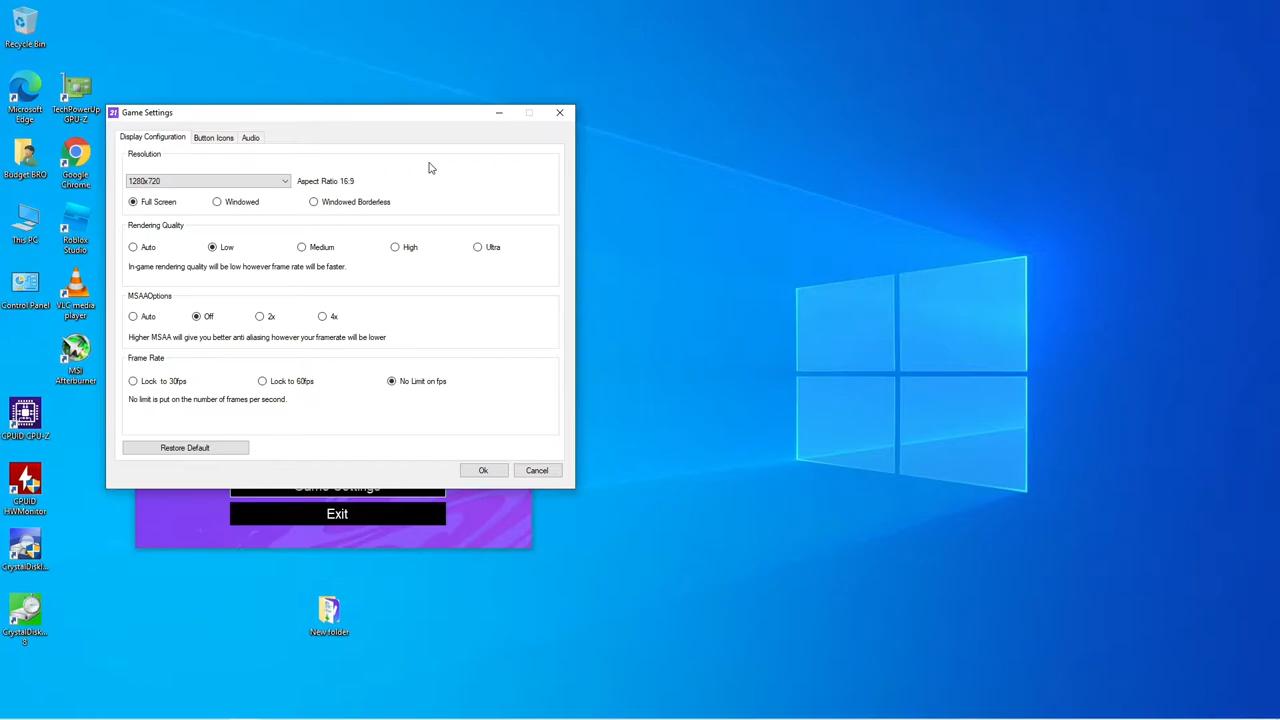 Recycle Bin
Microsoft
Edge
TechPowerUp
GPU-Z
Budget BRO
Google
Chrome
This PC
Roblox
Studio
Control Panel
VLC media
player
MSI
Afterburner
CPUID CPU-Z
CPUID
HWMonitor
CrystalDiskI...
CrystalDisk...
8
21 Game Settings
Display Configuration Button Icons Audio
Resolution
1280x720 Aspect Ratio 16:9
Full Screen Windowed Windowed Borderless
Rendering Quality
Auto Low Medium High Ultra
In-game rendering quality will be low however frame rate will be faster.
MSAAOptions
Auto Off 2x 4x
Higher MSAA will give you better anti aliasing however your framerate will be lower
Frame Rate
Lock to 30fps Lock to 60fps No Limit on fps
No limit is put on the number of frames per second.
Restore Default
Ok Cancel
Game Settings
Exit
New folder